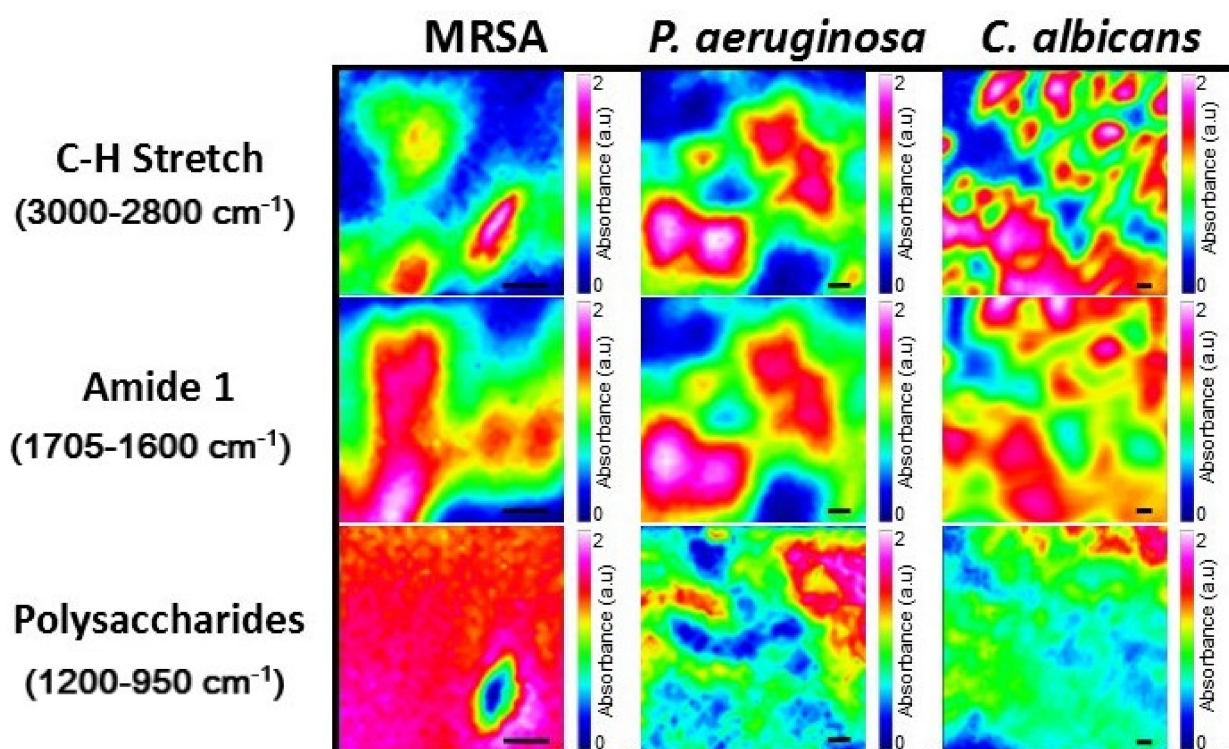 MRSA P. aeruginosa C. albicans
C-H Stretch
(3000-2800 cm⁻¹)
2 Absorbance (a.u) 0
2 Absorbance (a.u) 0
2 Absorbance (a.u) 0
Amide 1
(1705-1600 cm⁻¹)
2 Absorbance (a.u) 0
2 Absorbance (a.u) 0
2 Absorbance (a.u) 0
Polysaccharides
(1200-950 cm⁻¹)
2 Absorbance (a.u) 0
2 Absorbance (a.u) 0
2 Absorbance (a.u) 0